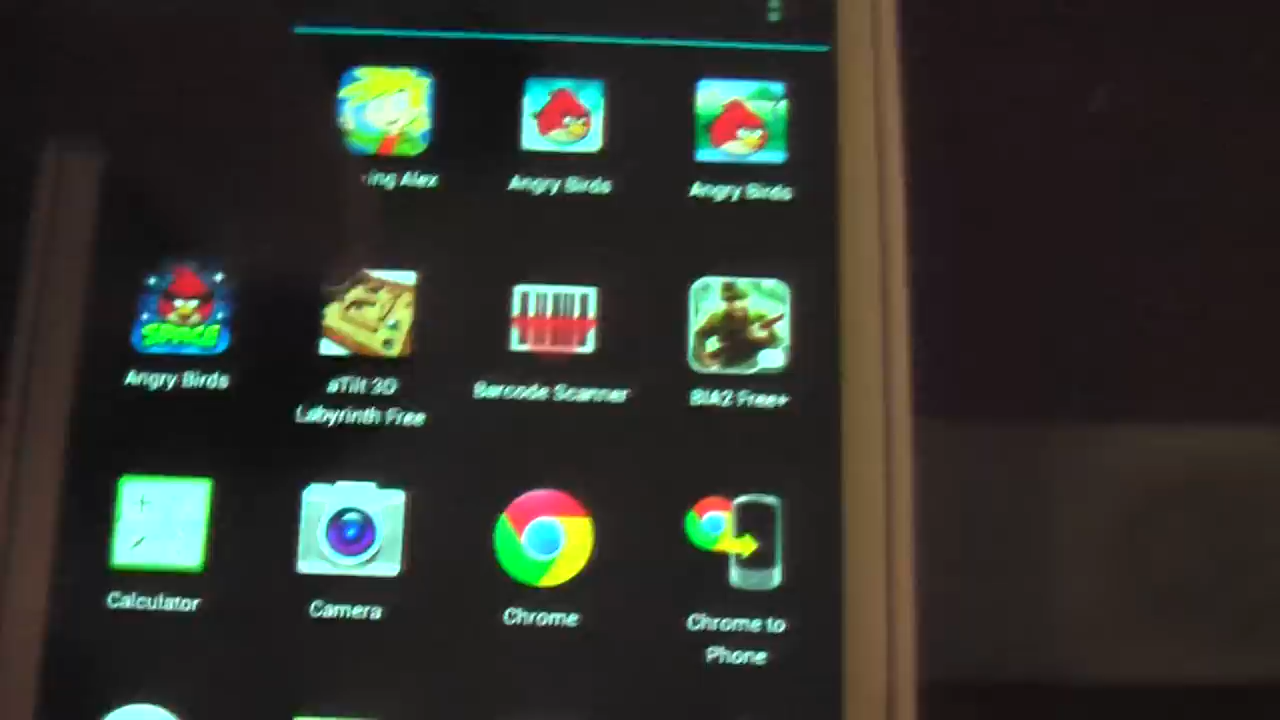 ing Alex
Angry Birds
Angry Birds
SPACE
Angry Birds
aTilt 3D
Labyrinth Free
Barcode Scanner
BIA2 Free+
Calculator
Camera
Chrome
Chrome to
Phone